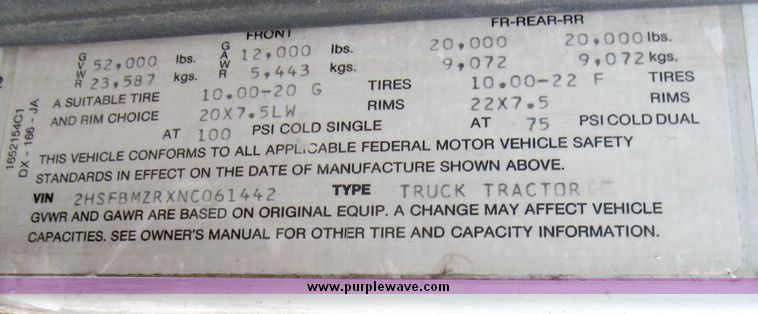 FRONT FR-REAR-RR
GVWR 52,000 lbs. GAWR 12,000 lbs. 20,000 20,000 lbs.
23,587 kgs. 5,443 kgs. 9,072 9,072 kgs.
A SUITABLE TIRE 10.00-20 G TIRES 10.00-22 F TIRES
AND RIM CHOICE 20X7.5LW RIMS 22X7.5 RIMS
AT 100 PSI COLD SINGLE AT 75 PSI COLD DUAL
THIS VEHICLE CONFORMS TO ALL APPLICABLE FEDERAL MOTOR VEHICLE SAFETY
STANDARDS IN EFFECT ON THE DATE OF MANUFACTURE SHOWN ABOVE.
VIN 2HSFBMZRXNC061442 TYPE TRUCK TRACTOR
GVWR AND GAWR ARE BASED ON ORIGINAL EQUIP. A CHANGE MAY AFFECT VEHICLE
CAPACITIES. SEE OWNER'S MANUAL FOR OTHER TIRE AND CAPACITY INFORMATION.
1652154C1
DX - 166 - JA
www.purplewave.com